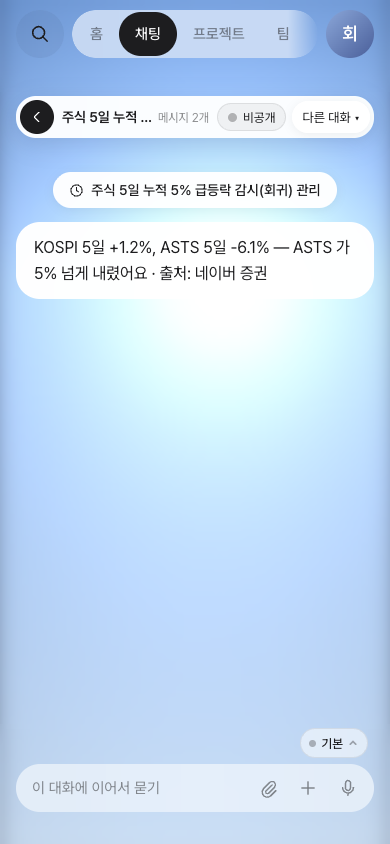 홈 채팅 프로젝트 팀 회
주식 5일 누적 ... 메시지 2개 비공개 다른 대화
주식 5일 누적 5% 급등락 감시(회귀) 관리
KOSPI 5일 +1.2%, ASTS 5일 -6.1% — ASTS 가
5% 넘게 내렸어요 · 출처: 네이버 증권
기본
이 대화에 이어서 묻기